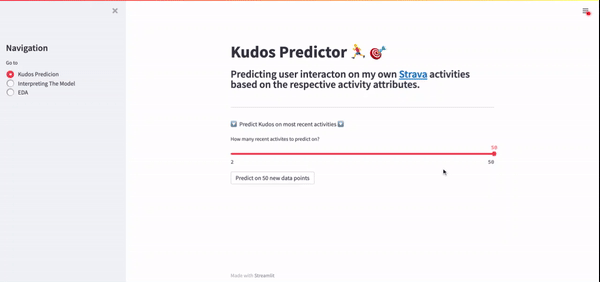 Navigation
Go to
Kudos Predicion
Interpreting The Model
EDA
Kudos Predictor
Predicting user interacton on my own Strava activities
based on the respective activity attributes.
Predict Kudos on most recent activities
How many recent activites to predict on?
50
2
50
Predict on 50 new data points
Made with Streamlit